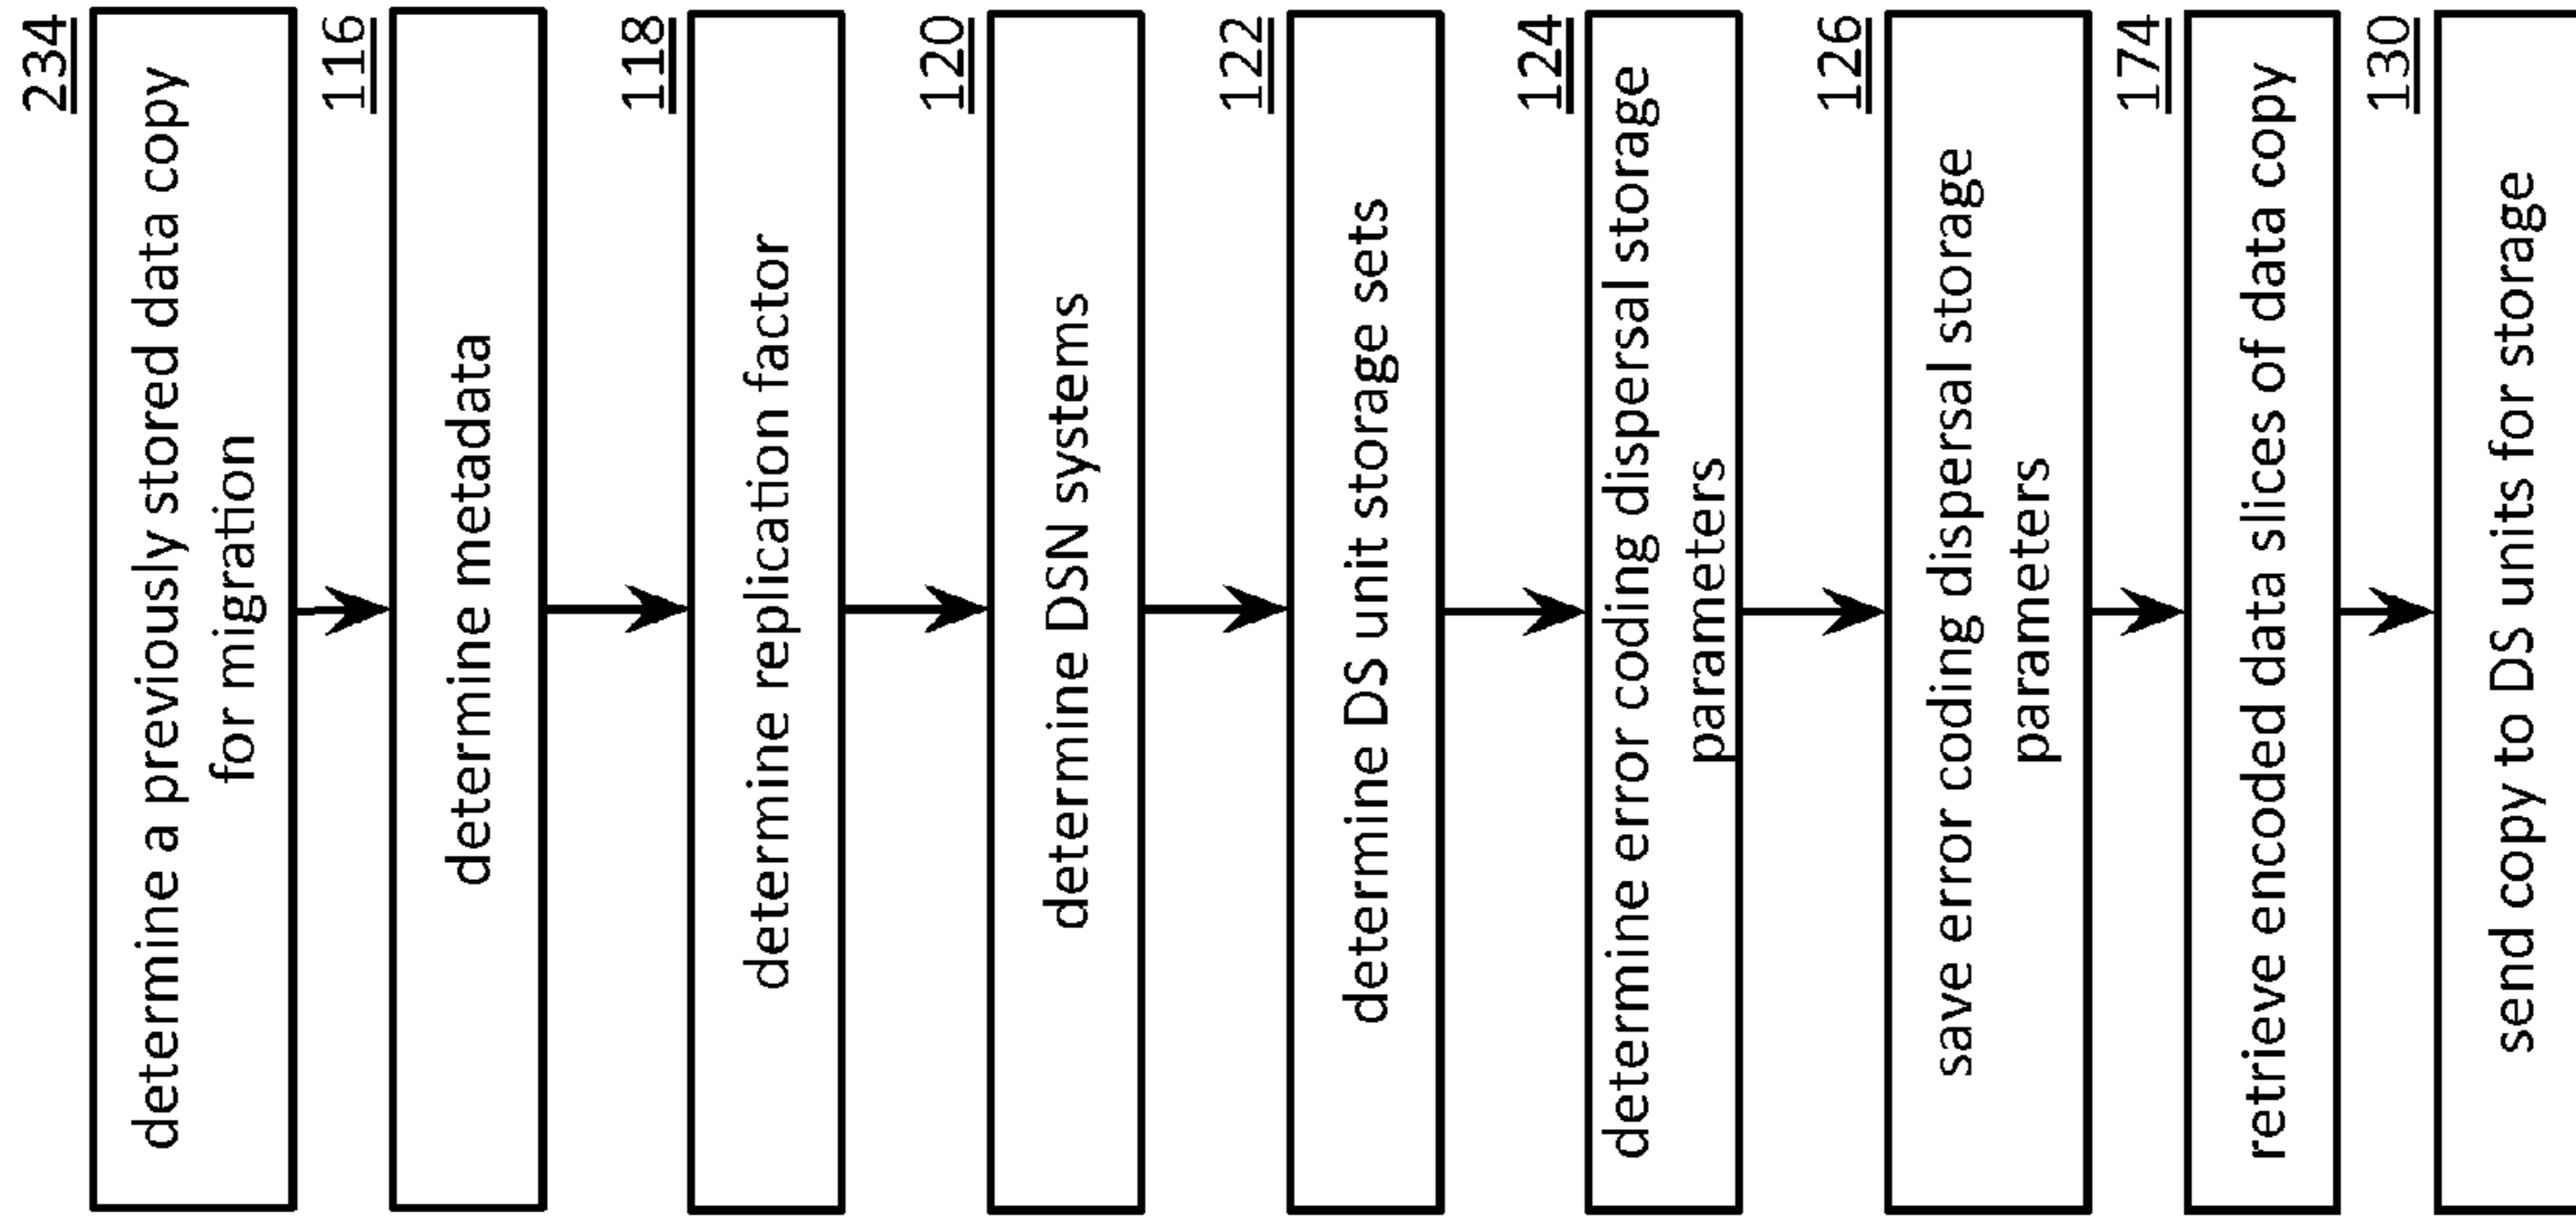 234
determine a previously stored data copy
for migration
116
determine metadata
118
determine replication factor
120
determine DSN systems
122
determine DS unit storage sets
124
determine error coding dispersal storage
parameters
126
save error coding dispersal storage
parameters
174
retrieve encoded data slices of data copy
130
send copy to DS units for storage